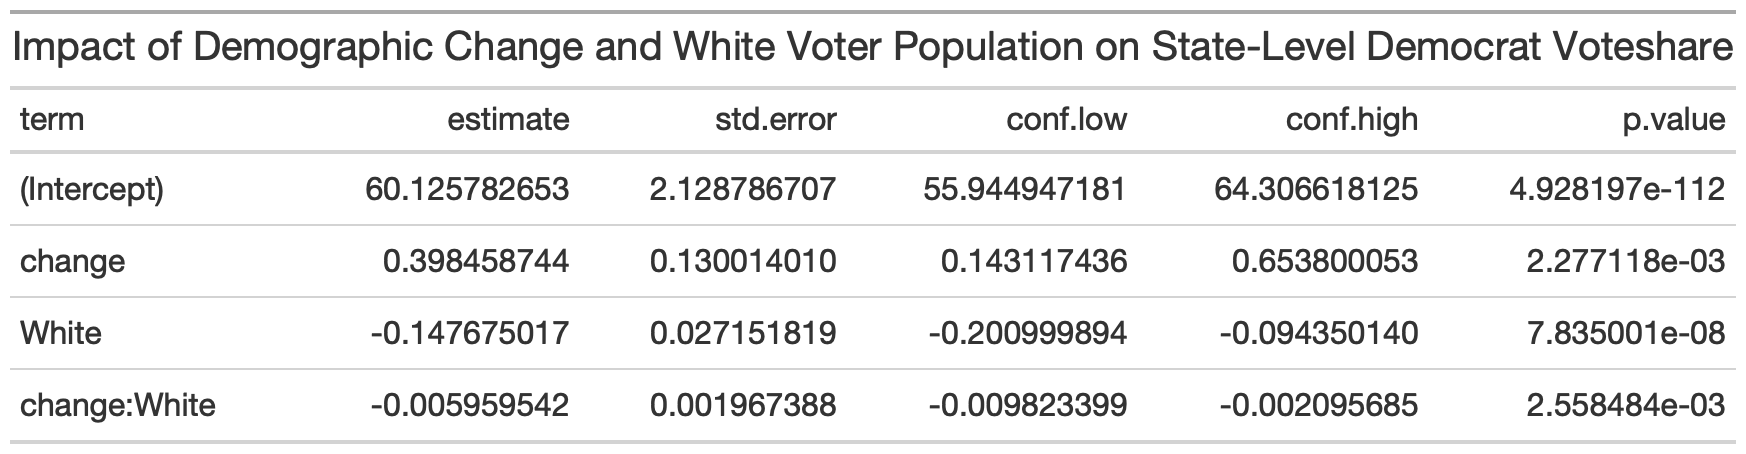 Impact of Demographic Change and White Voter Population on State-Level Democrat Voteshare
term estimate std.error conf.low conf.high p.value
(Intercept) 60.125782653 2.128786707 55.944947181 64.306618125 4.928197e-112
change 0.398458744 0.130014010 0.143117436 0.653800053 2.277118e-03
White -0.147675017 0.027151819 -0.200999894 -0.094350140 7.835001e-08
change:White -0.005959542 0.001967388 -0.009823399 -0.002095685 2.558484e-03